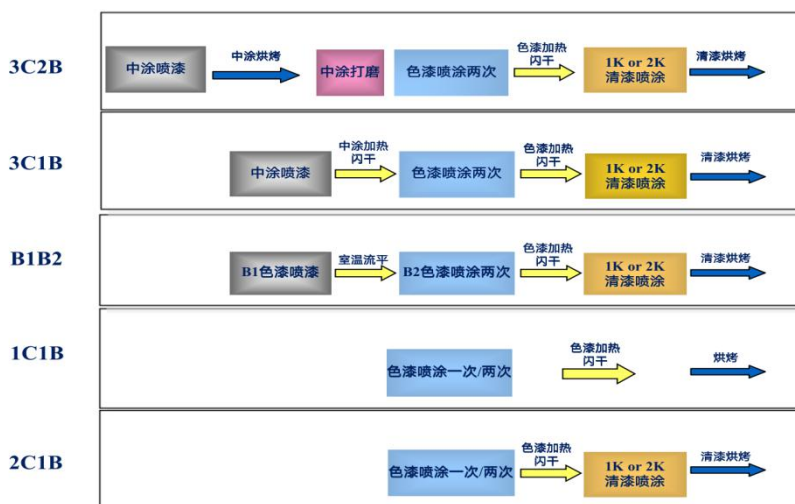 3C2B
中涂喷漆
中涂烘烤
中涂打磨
色漆喷涂两次
色漆加热
闪干
1K or 2K
清漆喷涂
清漆烘烤
3C1B
中涂喷漆
中涂加热
闪干
色漆喷涂两次
色漆加热
闪干
1K or 2K
清漆喷涂
清漆烘烤
B1B2
B1色漆喷漆
室温流平
B2色漆喷涂两次
色漆加热
闪干
1K or 2K
清漆喷涂
清漆烘烤
1C1B
色漆喷涂一次/两次
色漆加热
闪干
烘烤
2C1B
色漆喷涂一次/两次
色漆加热
闪干
1K or 2K
清漆喷涂
清漆烘烤